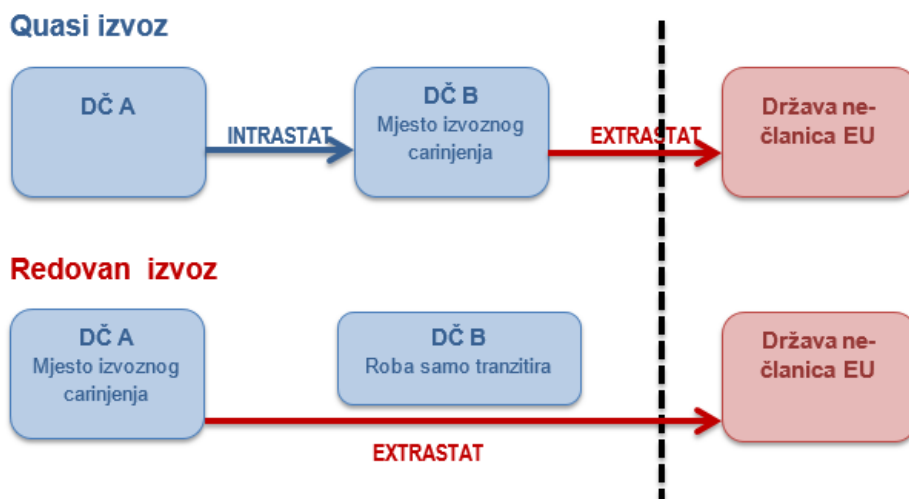 Quasi izvoz
DČ A
INTRASTAT
DČ B
Mjesto izvoznog
carinjenja
EXTRASTAT
Država ne-
članica EU
Redovan izvoz
DČ A
Mjesto izvoznog
carinjenja
DČ B
Roba samo tranzitira
Država ne-
članica EU
EXTRASTAT